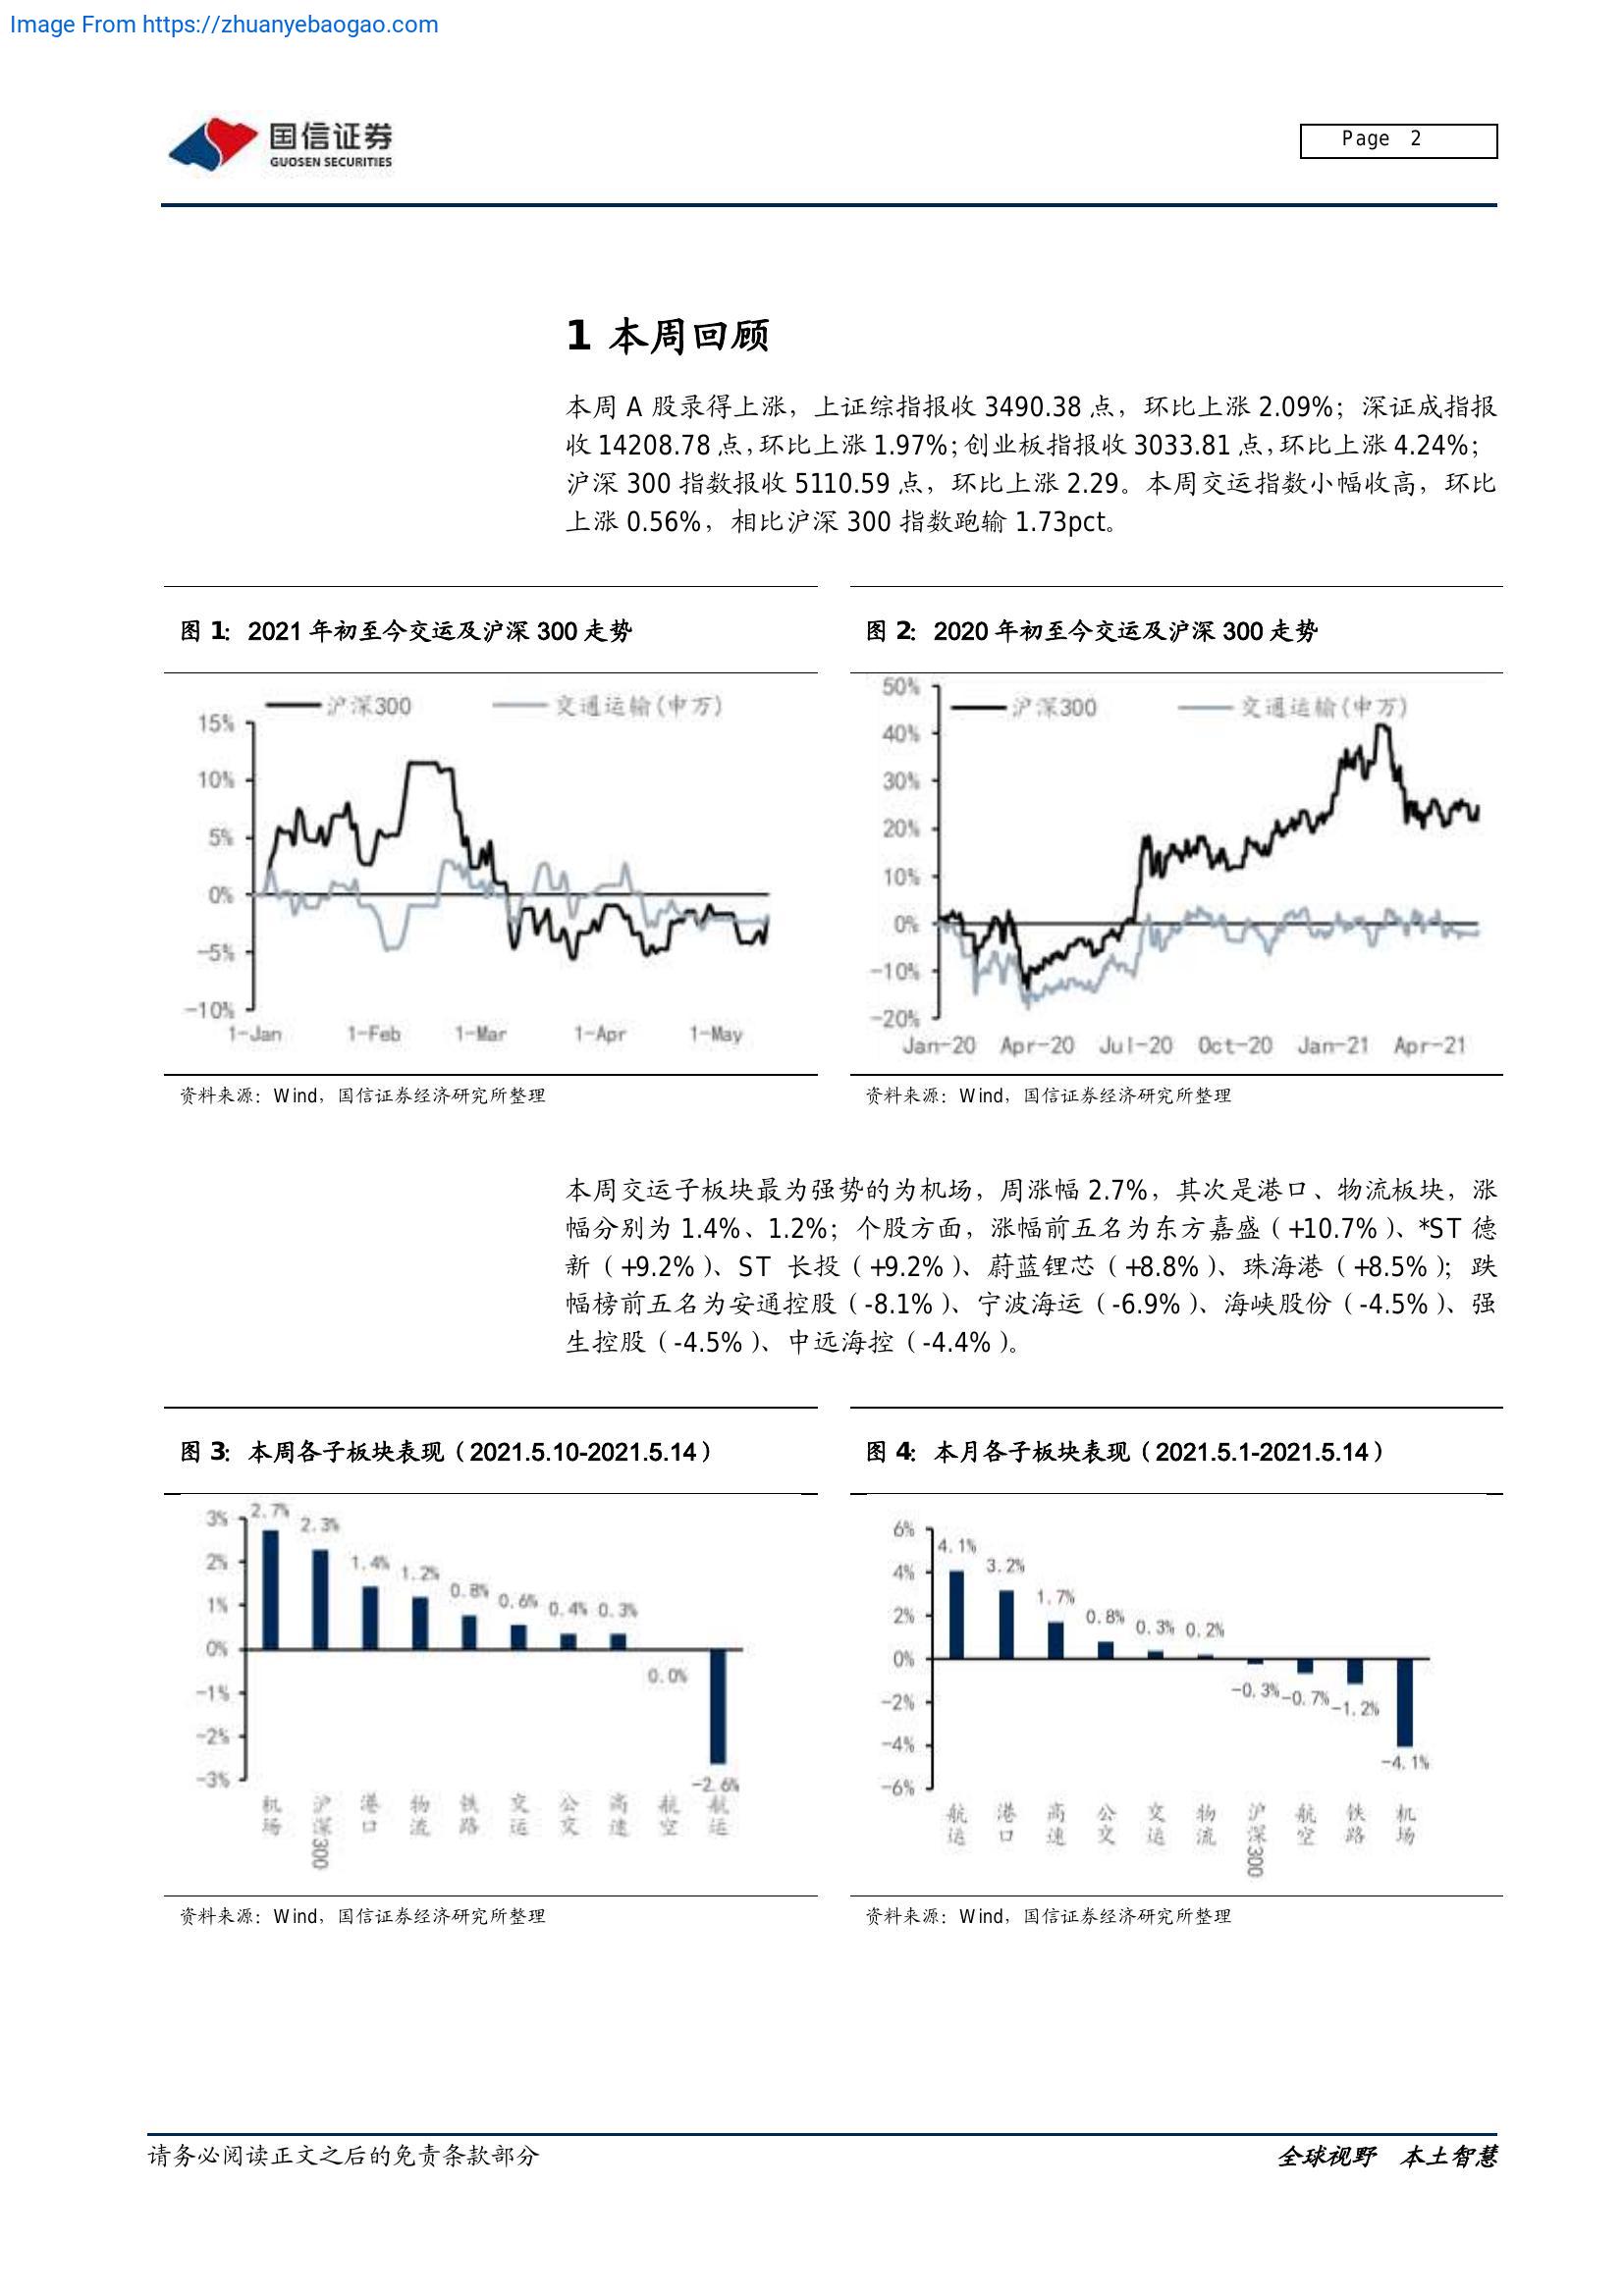 Image From https://zhuanyebaogao.com
国信证券
GUOSEN SECURITIES
Page 2
1 本周回顾
本周 A 股录得上涨，上证综指报收 3490.38 点，环比上涨 2.09%；深证成指报
收 14208.78 点，环比上涨 1.97%；创业板指报收 3033.81 点，环比上涨 4.24%；
沪深 300 指数报收 5110.59 点，环比上涨 2.29。本周交运指数小幅收高，环比
上涨 0.56%，相比沪深 300 指数跑输 1.73pct。
图 1：2021 年初至今交运及沪深 300 走势
沪深300 交通运输(申万)
15%
10%
5%
0%
-5%
-10%
1-Jan 1-Feb 1-Mar 1-Apr 1-May
资料来源：Wind，国信证券经济研究所整理
图 2：2020 年初至今交运及沪深 300 走势
沪深300 交通运输(申万)
50%
40%
30%
20%
10%
0%
-10%
-20%
Jan-20 Apr-20 Jul-20 Oct-20 Jan-21 Apr-21
资料来源：Wind，国信证券经济研究所整理
本周交运子板块最为强势的为机场，周涨幅 2.7%，其次是港口、物流板块，涨
幅分别为 1.4%、1.2%；个股方面，涨幅前五名为东方嘉盛（+10.7%）、*ST 德
新（+9.2%）、ST 长投（+9.2%）、蔚蓝锂芯（+8.8%）、珠海港（+8.5%）；跌
幅榜前五名为安通控股（-8.1%）、宁波海运（-6.9%）、海峡股份（-4.5%）、强
生控股（-4.5%）、中远海控（-4.4%）。
图 3：本周各子板块表现（2021.5.10-2021.5.14）
3%
2%
1%
0%
-1%
-2%
-3%
2.7% 2.3% 1.4% 1.2% 0.8% 0.6% 0.4% 0.3% 0.0% -2.6%
机场 沪深300 港口 物流 铁路 交运 公交 高速 航空 航运
资料来源：Wind，国信证券经济研究所整理
图 4：本月各子板块表现（2021.5.1-2021.5.14）
6%
4%
2%
0%
-2%
-4%
-6%
4.1% 3.2% 1.7% 0.8% 0.3% 0.2% -0.3% -0.7% -1.2% -4.1%
航运 港口 高速 公交 交运 物流 沪深300 航空 铁路 机场
资料来源：Wind，国信证券经济研究所整理
请务必阅读正文之后的免责条款部分
全球视野 本土智慧